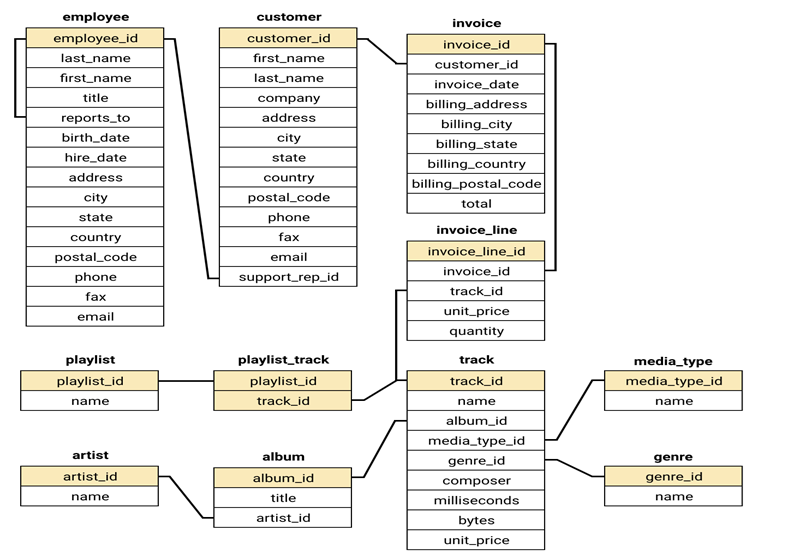 employee
employee_id
last_name
first_name
title
reports_to
birth_date
hire_date
address
city
state
country
postal_code
phone
fax
email
customer
customer_id
first_name
last_name
company
address
city
state
country
postal_code
phone
fax
email
support_rep_id
invoice
invoice_id
customer_id
invoice_date
billing_address
billing_city
billing_state
billing_country
billing_postal_code
total
invoice_line
invoice_line_id
invoice_id
track_id
unit_price
quantity
playlist
playlist_id
name
playlist_track
playlist_id
track_id
track
track_id
name
album_id
media_type_id
genre_id
composer
milliseconds
bytes
unit_price
media_type
media_type_id
name
artist
artist_id
name
album
album_id
title
artist_id
genre
genre_id
name